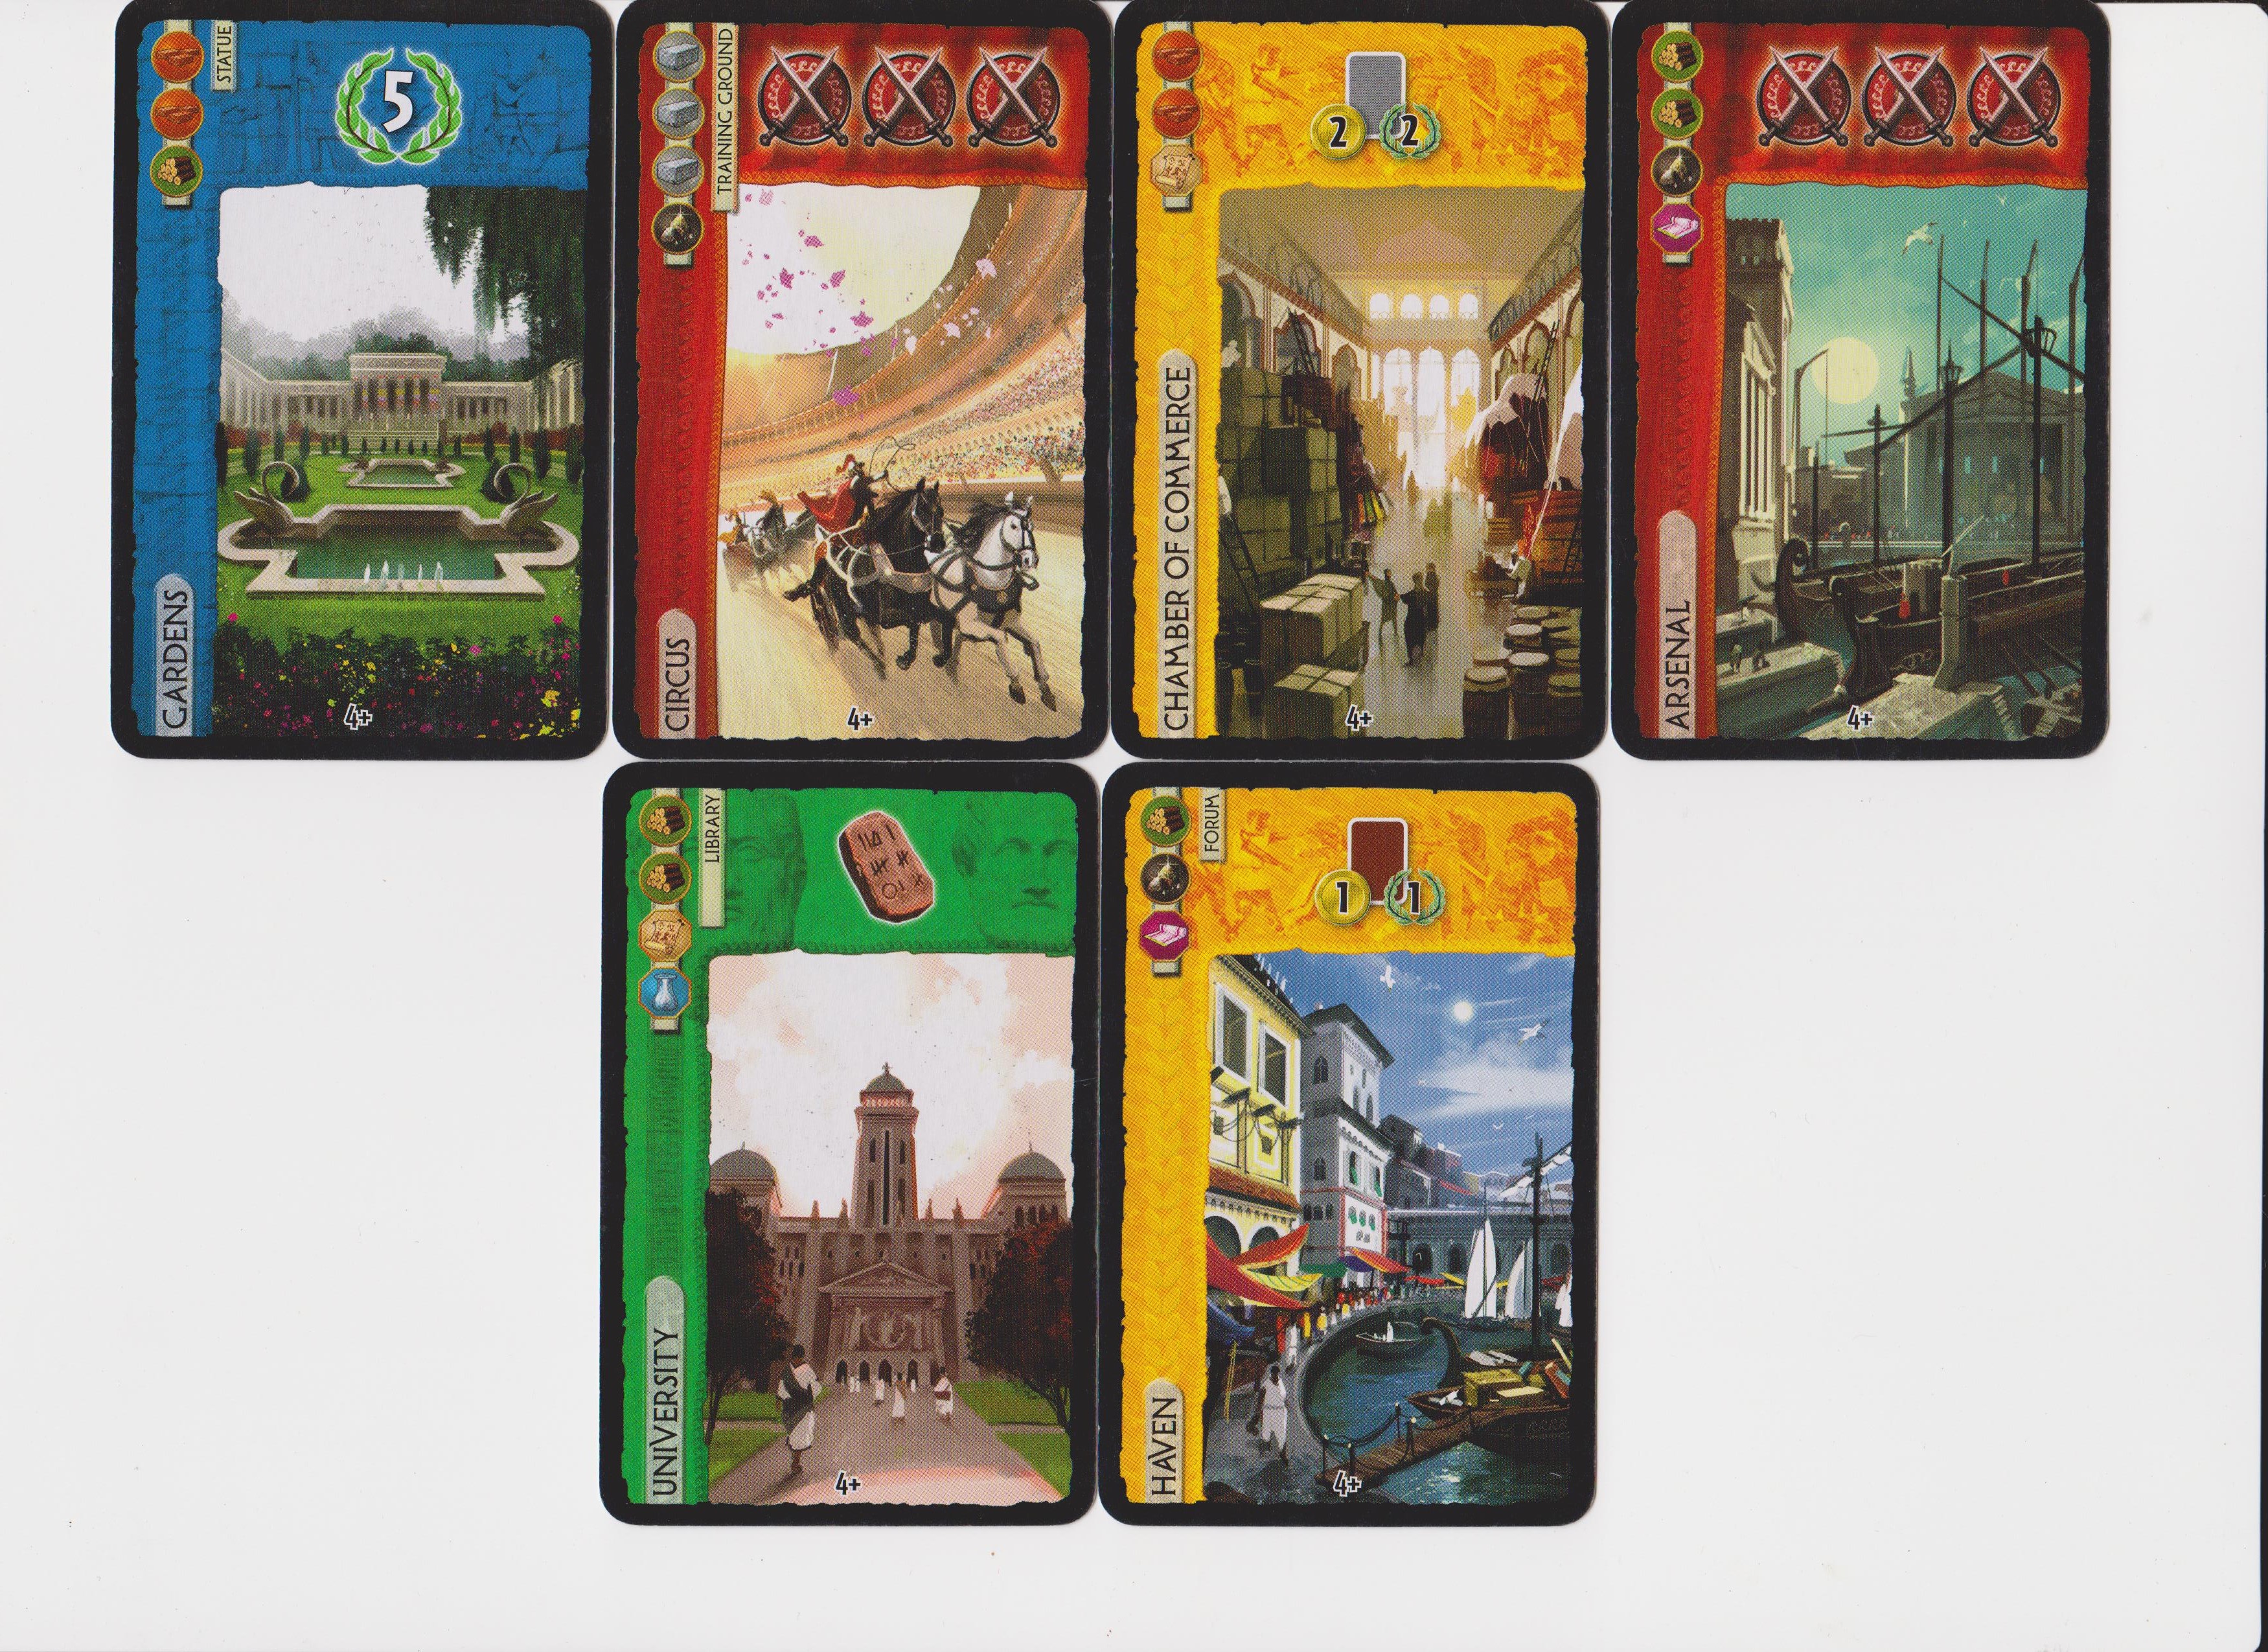 STATUE
5
GARDENS
4+
TRAINING GROUND
CIRCUS
4+
2 2
CHAMBER OF COMMERCE
4+
ARSENAL
4+
LIBRARY
UNIVERSITY
4+
FORUM
1 1
HAVEN
4+